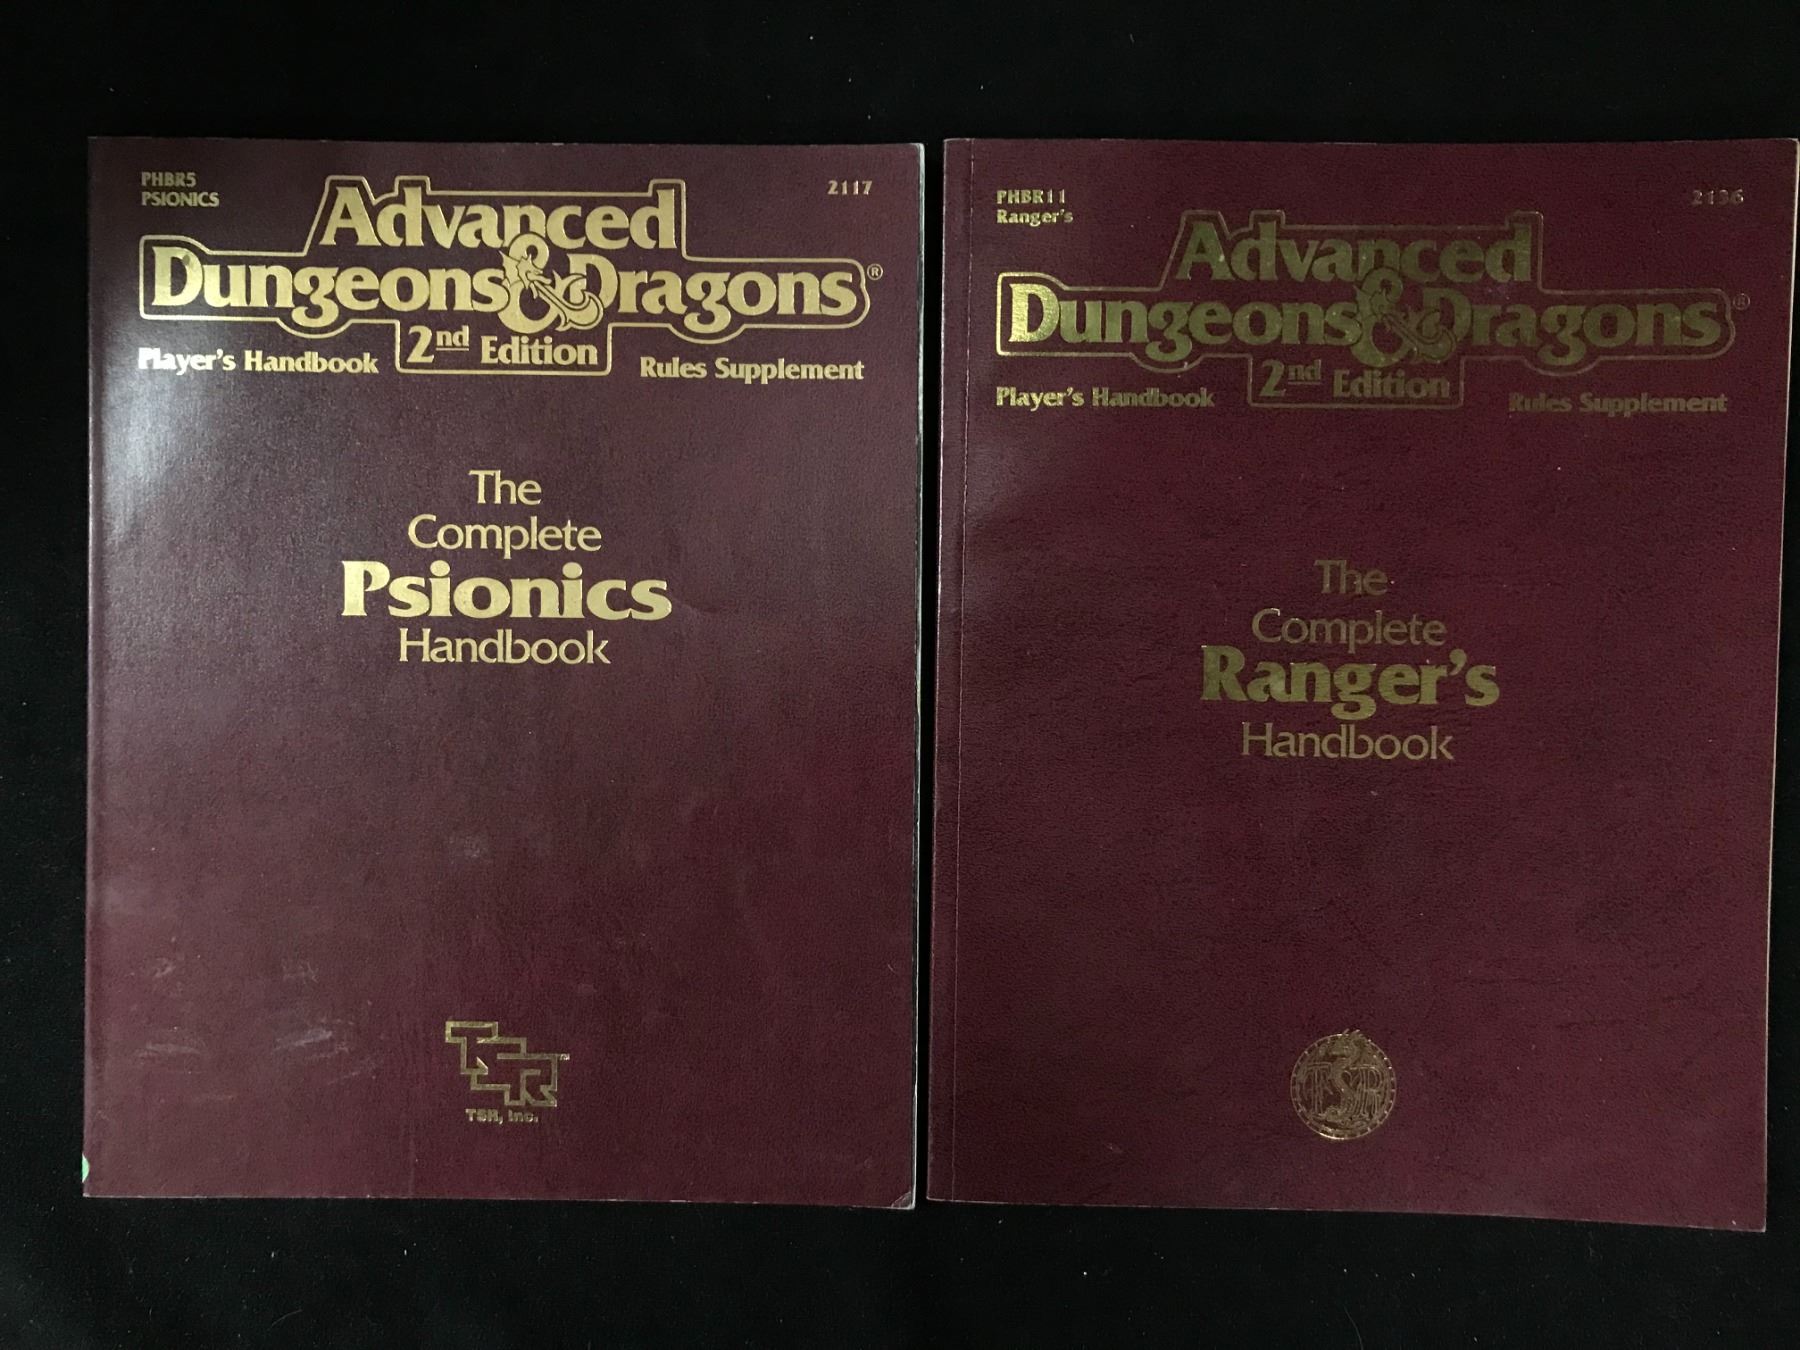 PHBR5
PSIONICS
2117
Advanced
Dungeons & Dragons®
2nd Edition
Player's Handbook
Rules Supplement
The
Complete
Psionics
Handbook
TSR™
TSR, Inc.
PHBR11
Ranger's
2136
Advanced
Dungeons & Dragons®
2nd Edition
Player's Handbook
Rules Supplement
The
Complete
Ranger's
Handbook
TSR